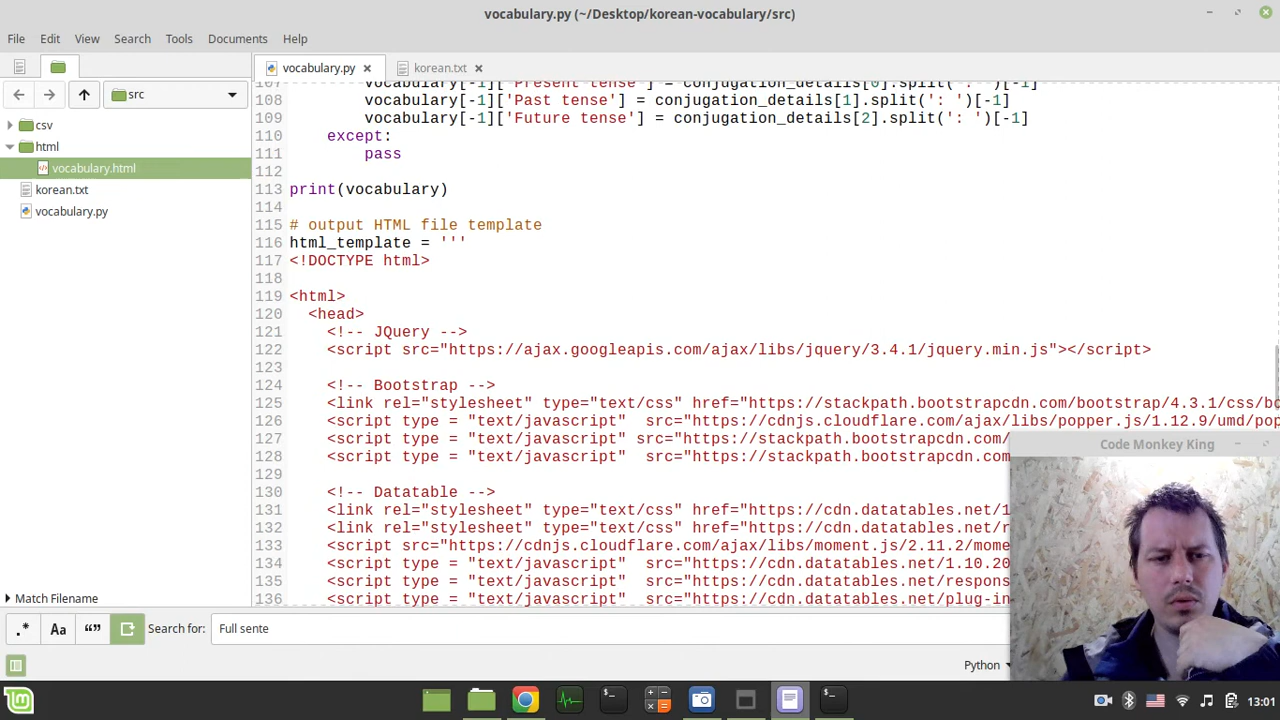 vocabulary.py (~/Desktop/korean-vocabulary/src)
File Edit View Search Tools Documents Help
vocabulary.py
korean.txt
src
csv
html
vocabulary.html
korean.txt
vocabulary.py
107 vocabulary[-1]['Present tense'] = conjugation_details[0].split(': ')[-1]
108 vocabulary[-1]['Past tense'] = conjugation_details[1].split(': ')[-1]
109 vocabulary[-1]['Future tense'] = conjugation_details[2].split(': ')[-1]
110 except:
111 pass
112
113 print(vocabulary)
114
115 # output HTML file template
116 html_template = '''
117 <!DOCTYPE html>
118
119 <html>
120 <head>
121 <!-- JQuery -->
122 <script src="https://ajax.googleapis.com/ajax/libs/jquery/3.4.1/jquery.min.js"></script>
123
124 <!-- Bootstrap -->
125 <link rel="stylesheet" type="text/css" href="https://stackpath.bootstrapcdn.com/bootstrap/4.3.1/css/bo
126 <script type = "text/javascript" src="https://cdnjs.cloudflare.com/ajax/libs/popper.js/1.12.9/umd/pop
127 <script type = "text/javascript" src="https://stackpath.bootstrapcdn.com/
128 <script type = "text/javascript" src="https://stackpath.bootstrapcdn.com
129
130 <!-- Datatable -->
131 <link rel="stylesheet" type="text/css" href="https://cdn.datatables.net/1
132 <link rel="stylesheet" type="text/css" href="https://cdn.datatables.net/r
133 <script src="https://cdnjs.cloudflare.com/ajax/libs/moment.js/2.11.2/mome
134 <script type = "text/javascript" src="https://cdn.datatables.net/1.10.20
135 <script type = "text/javascript" src="https://cdn.datatables.net/respons
136 <script type = "text/javascript" src="https://cdn.datatables.net/plug-in
Code Monkey King
Match Filename
.* Aa “” Search for: Full sente
Python
13:01